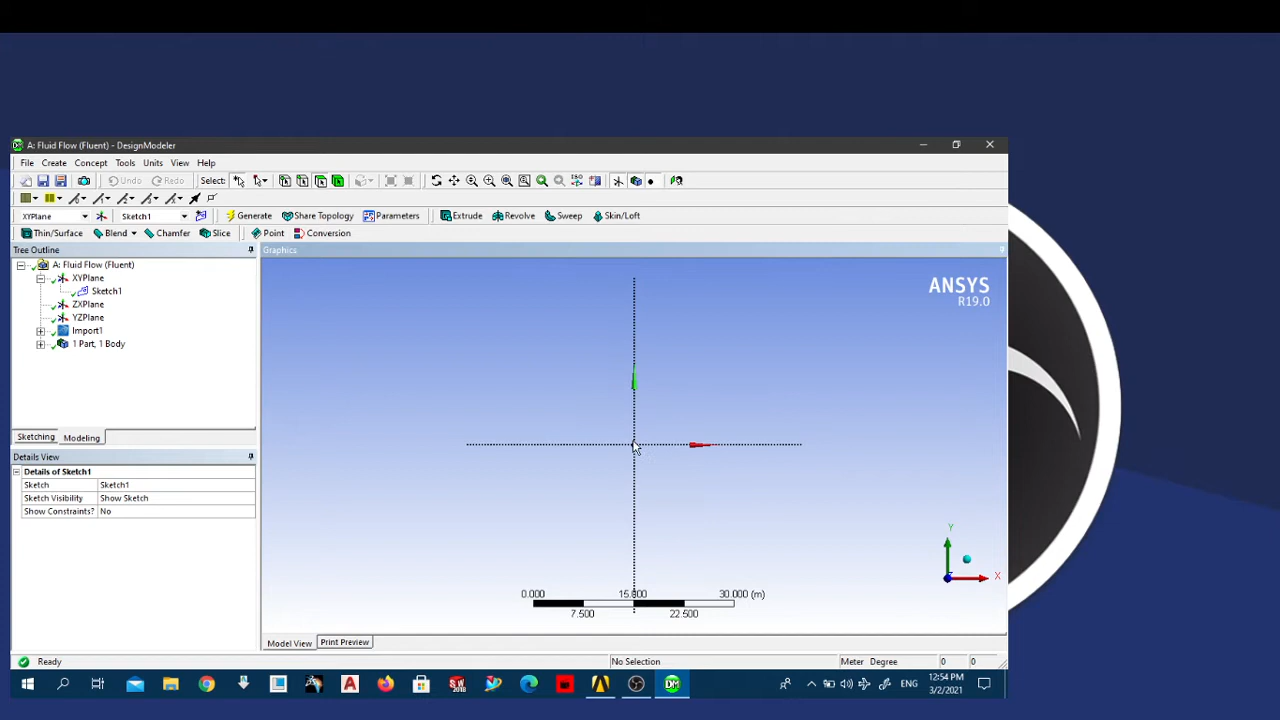 A: Fluid Flow (Fluent) - DesignModeler
File Create Concept Tools Units View Help
Undo Redo Select:
XYPlane Sketch1 Generate Share Topology Parameters Extrude Revolve Sweep Skin/Loft
Thin/Surface Blend Chamfer Slice Point Conversion
Tree Outline
Graphics
A: Fluid Flow (Fluent)
XYPlane
Sketch1
ZXPlane
YZPlane
Import1
1 Part, 1 Body
ANSYS
R19.0
Sketching Modeling
Details View
Details of Sketch1
Sketch Sketch1
Sketch Visibility Show Sketch
Show Constraints? No
Y
X
0.000 15.000 30.000 (m)
7.500 22.500
Model View Print Preview
Ready No Selection Meter Degree 0 0
ENG 12:54 PM
3/2/2021